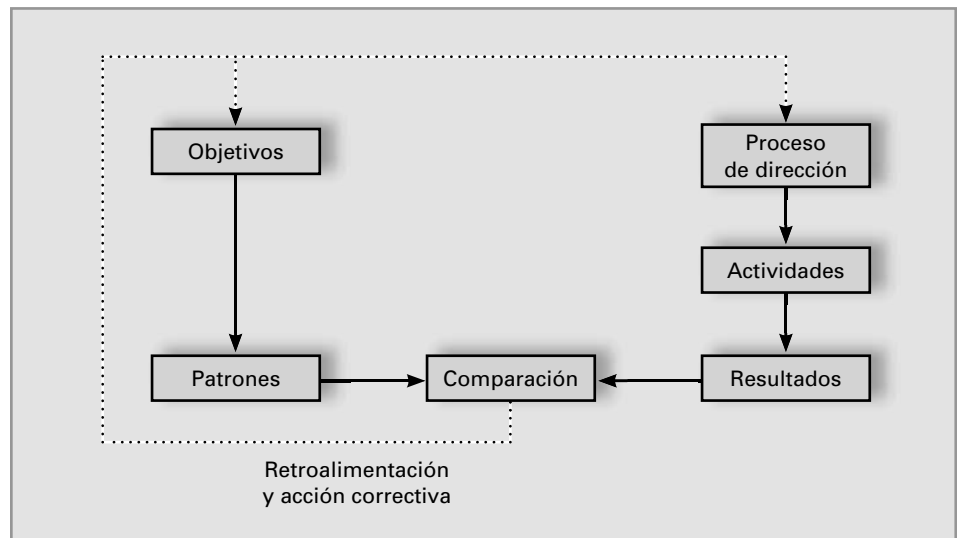 Objetivos
Proceso
de dirección
Actividades
Patrones
Comparación
Resultados
Retroalimentación
y acción correctiva